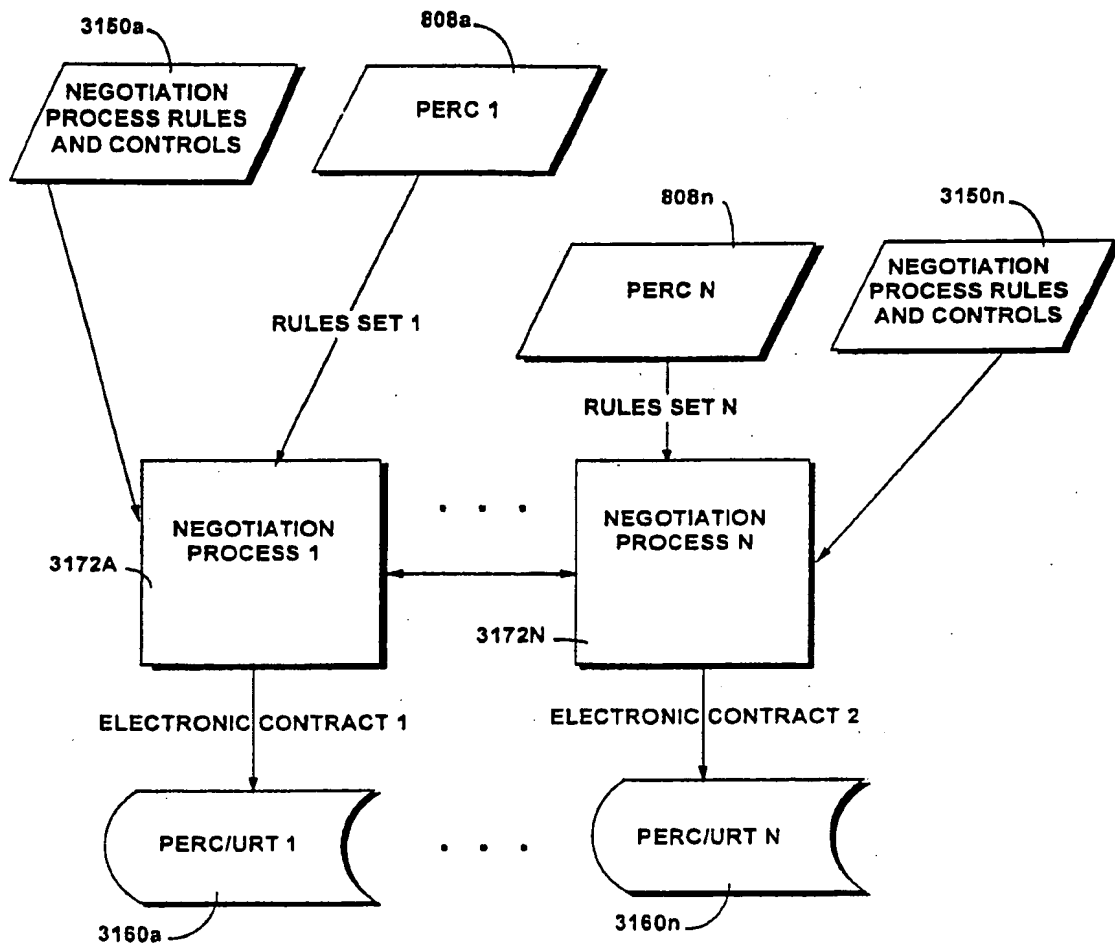 3150a
808a
NEGOTIATION
PROCESS RULES
AND CONTROLS
PERC 1
808n
3150n
PERC N
NEGOTIATION
PROCESS RULES
AND CONTROLS
RULES SET 1
RULES SET N
NEGOTIATION
PROCESS 1
. . .
NEGOTIATION
PROCESS N
3172A
3172N
ELECTRONIC CONTRACT 1
ELECTRONIC CONTRACT 2
PERC/URT 1
. . .
PERC/URT N
3160a
3160n